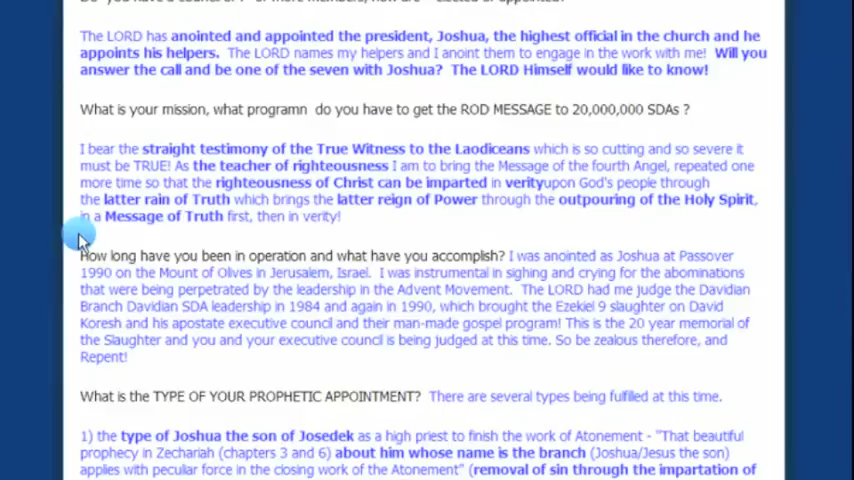 The LORD has anointed and appointed the president, Joshua, the highest official in the church and he
appoints his helpers.  The LORD names my helpers and I anoint them to engage in the work with me!  Will you
answer the call and be one of the seven with Joshua?  The LORD Himself would like to know!
What is your mission, what programn  do you have to get the ROD MESSAGE to 20,000,000 SDAs ?
I bear the straight testimony of the True Witness to the Laodiceans which is so cutting and so severe it
must be TRUE! As the teacher of righteousness I am to bring the Message of the fourth Angel, repeated one
more time so that the righteousness of Christ can be imparted in verityupon God's people through
the latter rain of Truth which brings the latter reign of Power through the outpouring of the Holy Spirit,
in a Message of Truth first, then in verity!
How long have you been in operation and what have you accomplish? I was anointed as Joshua at Passover
1990 on the Mount of Olives in Jerusalem, Israel.  I was instrumental in sighing and crying for the abominations
that were being perpetrated by the leadership in the Advent Movement.  The LORD had me judge the Davidian
Branch Davidian SDA leadership in 1984 and again in 1990, which brought the Ezekiel 9 slaughter on David
Koresh and his apostate executive council and their man-made gospel program! This is the 20 year memorial of
the Slaughter and you and your executive council is being judged at this time. So be zealous therefore, and
Repent!
What is the TYPE OF YOUR PROPHETIC APPOINTMENT?  There are several types being fulfilled at this time.
1) the type of Joshua the son of Josedek as a high priest to finish the work of Atonement - "That beautiful
prophecy in Zechariah (chapters 3 and 6) about him whose name is the branch (Joshua/Jesus the son)
applies with peculiar force in the closing work of the Atonement" (removal of sin through the impartation of